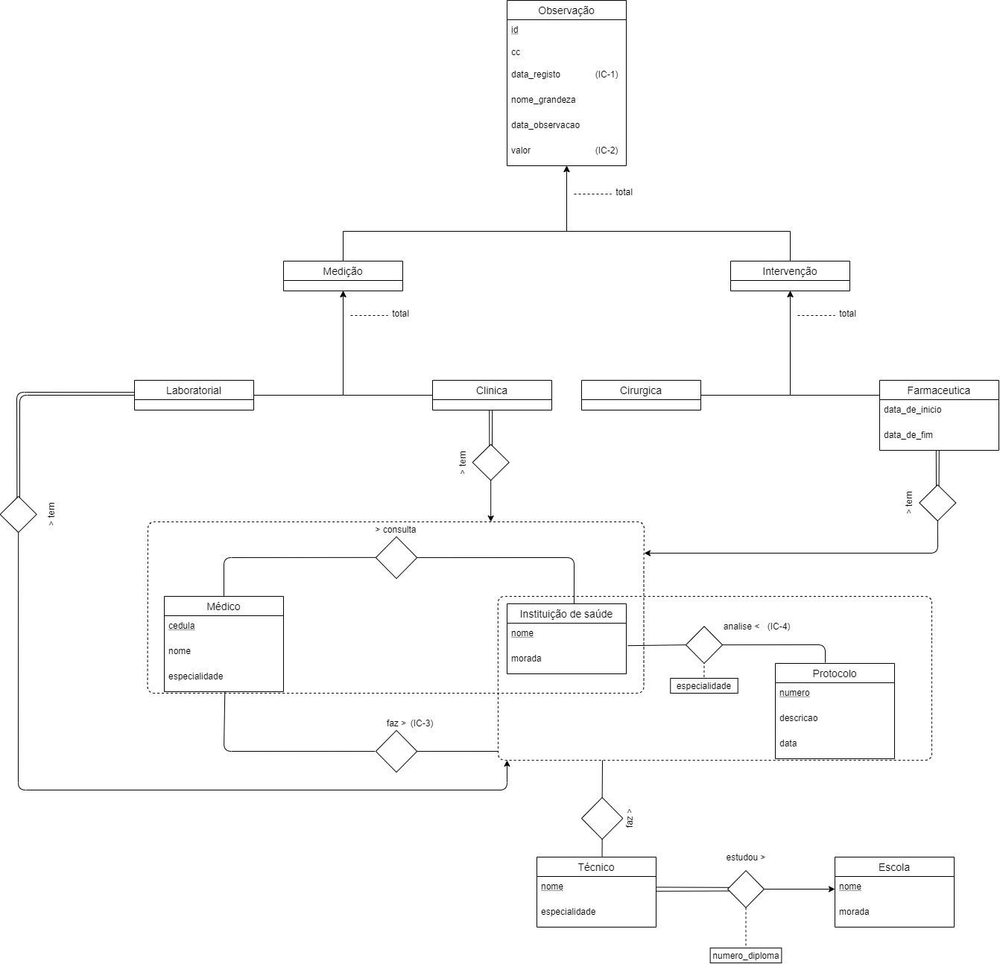 Observação
id
cc
data_registo (IC-1)
nome_grandeza
data_observacao
valor (IC-2)
total
Medição
Intervenção
total
total
Laboratorial
Clinica
Cirurgica
Farmaceutica
data_de_inicio
data_de_fim
> tem
> tem
> tem
> consulta
Médico
cedula
nome
especialidade
Instituição de saúde
nome
morada
analise < (IC-4)
especialidade
Protocolo
numero
descricao
data
faz > (IC-3)
faz >
Técnico
nome
especialidade
estudou >
numero_diploma
Escola
nome
morada